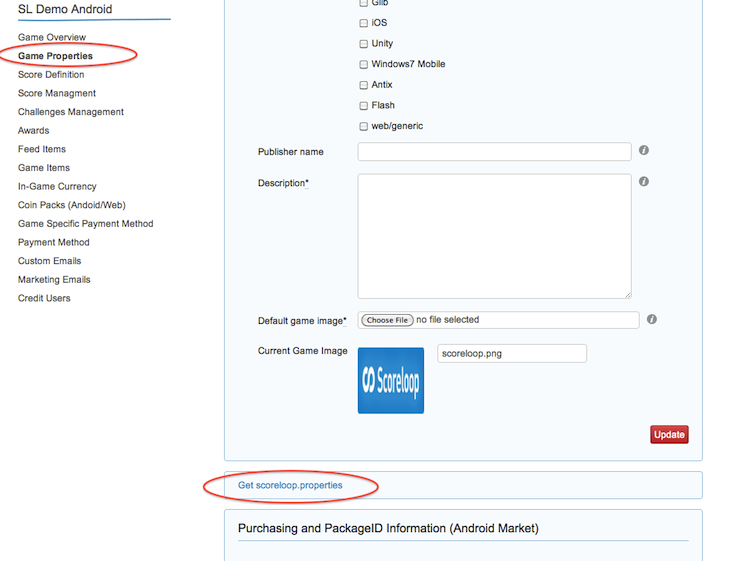 SL Demo Android
Game Overview
Game Properties
Score Definition
Score Managment
Challenges Management
Awards
Feed Items
Game Items
In-Game Currency
Coin Packs (Andoid/Web)
Game Specific Payment Method
Payment Method
Custom Emails
Marketing Emails
Credit Users
Glib
iOS
Unity
Windows7 Mobile
Antix
Flash
web/generic
Publisher name
Description*
Default game image*
Choose File no file selected
Current Game Image
Scoreloop
scoreloop.png
Update
Get scoreloop.properties
Purchasing and PackageID Information (Android Market)